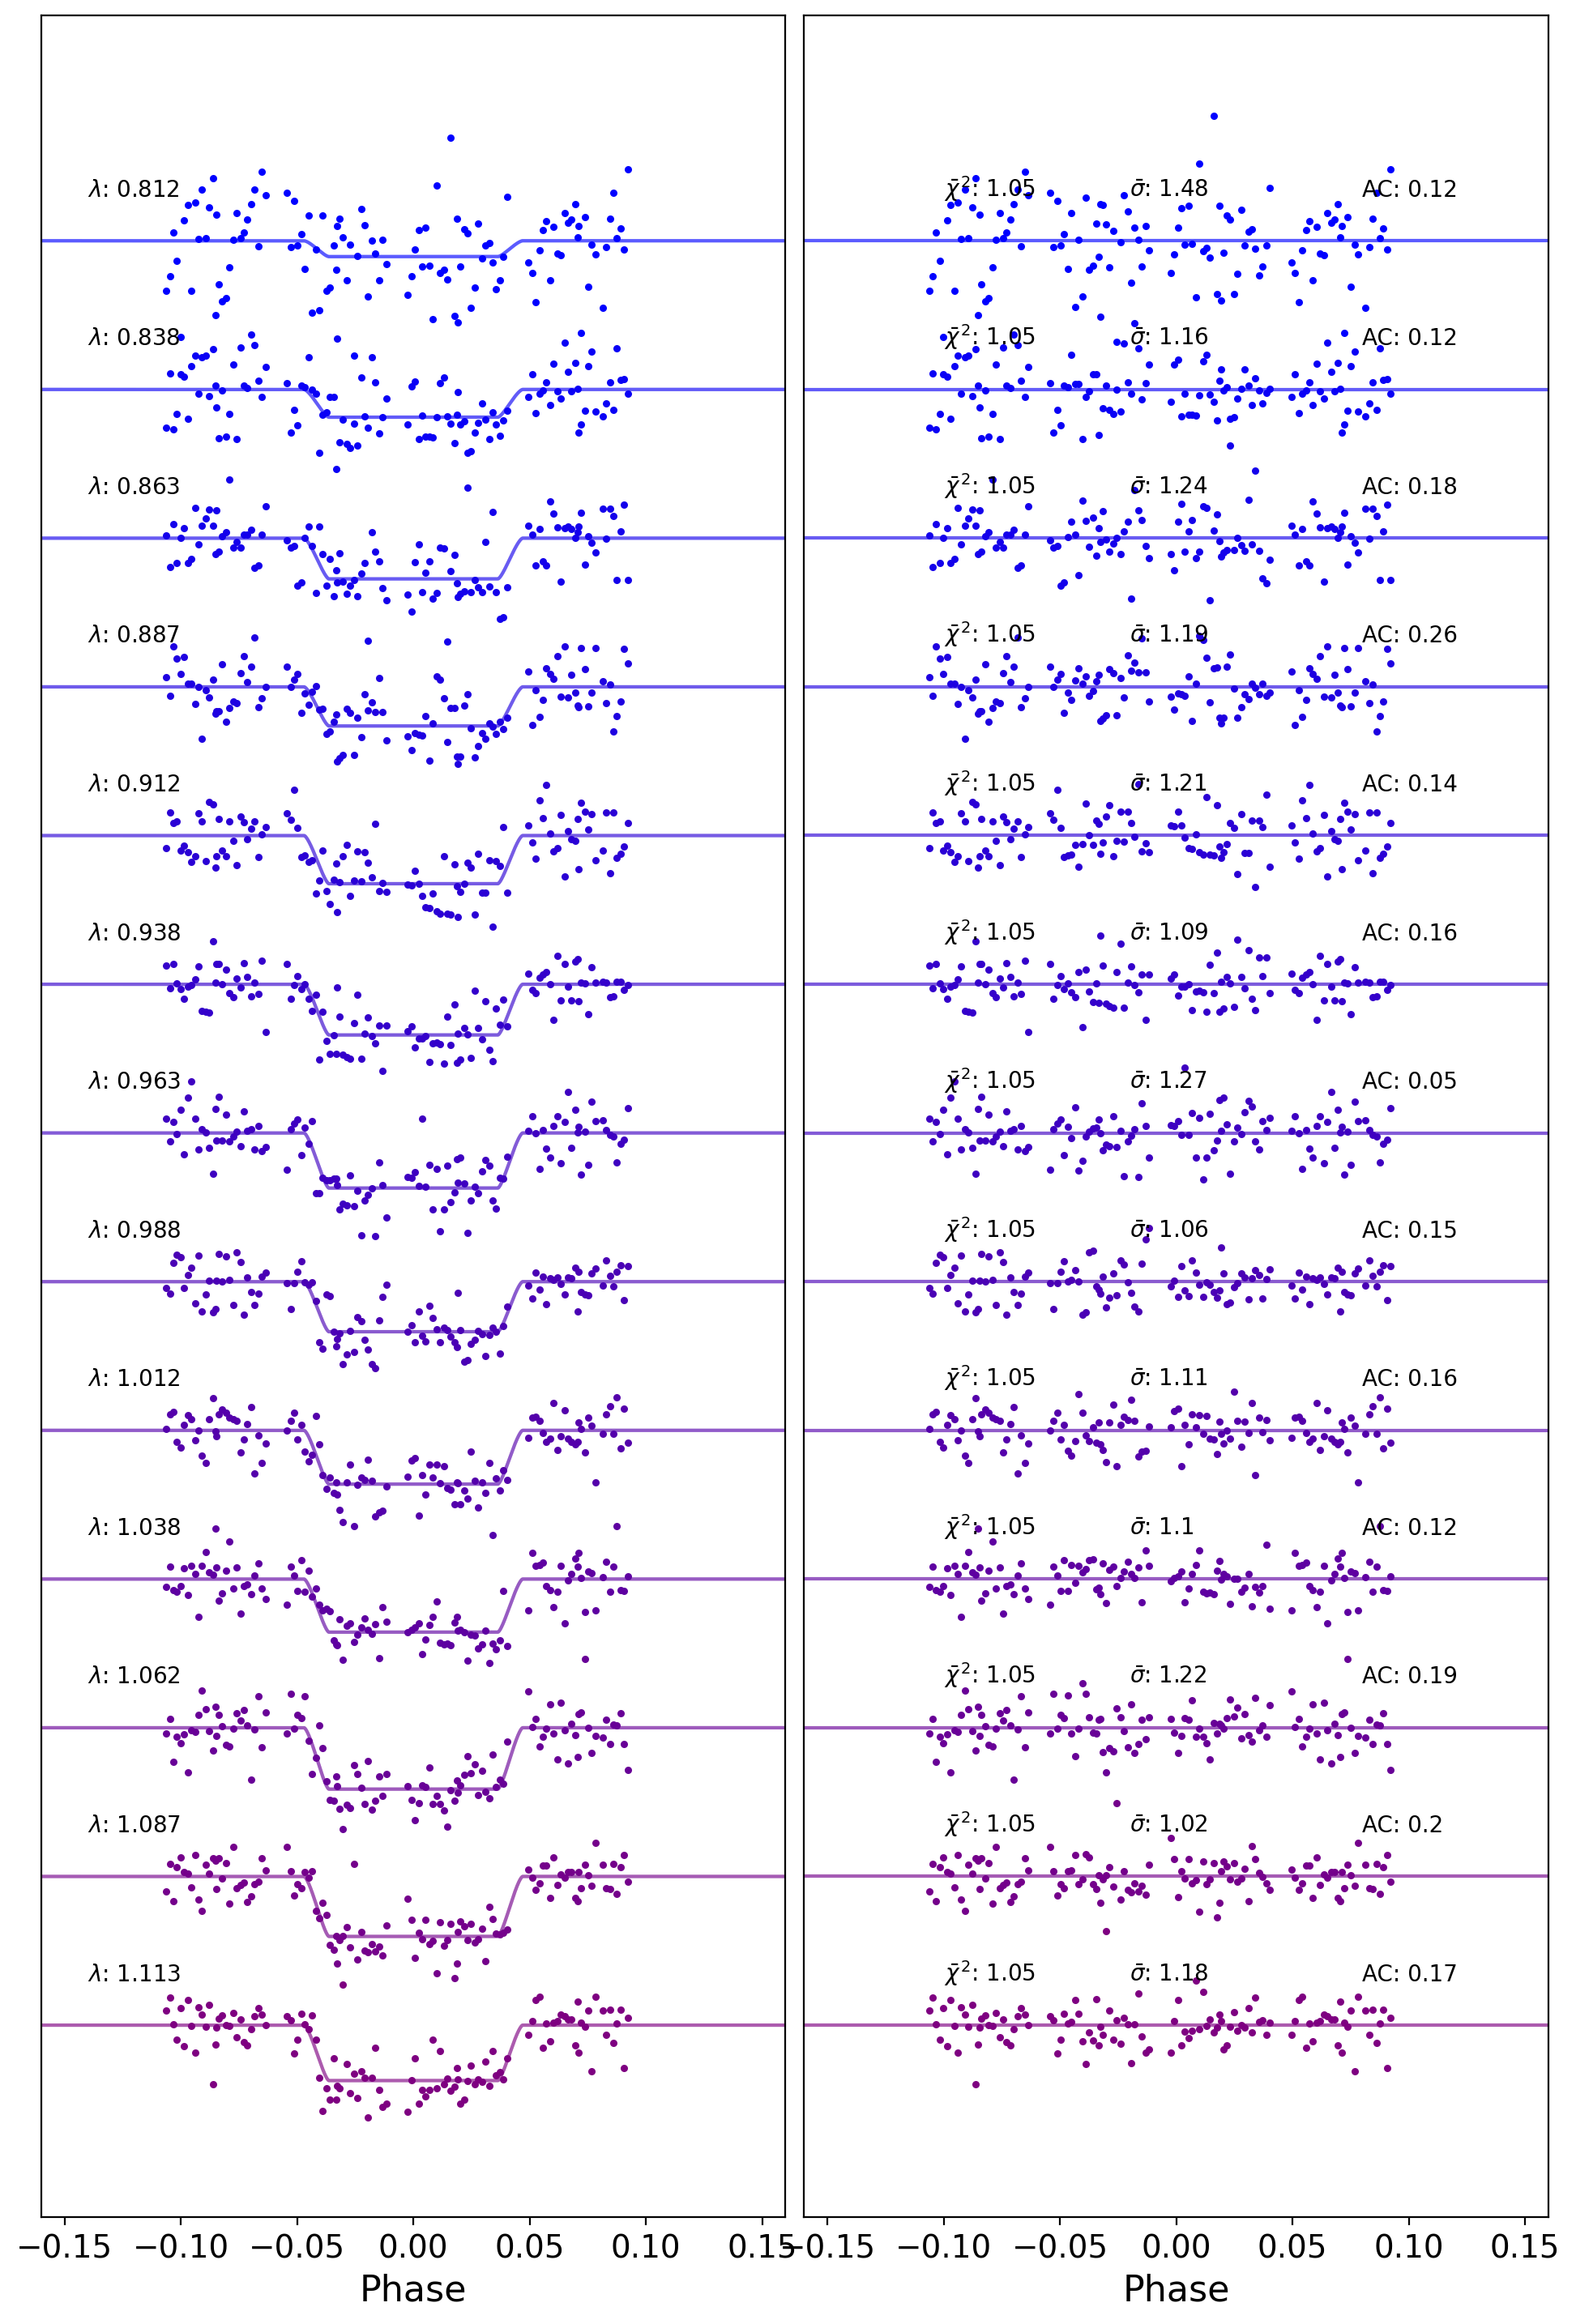 λ: 0.812 χ̄²: 1.05 σ̄: 1.48 AC: 0.12
λ: 0.838 χ̄²: 1.05 σ̄: 1.16 AC: 0.12
λ: 0.863 χ̄²: 1.05 σ̄: 1.24 AC: 0.18
λ: 0.887 χ̄²: 1.05 σ̄: 1.19 AC: 0.26
λ: 0.912 χ̄²: 1.05 σ̄: 1.21 AC: 0.14
λ: 0.938 χ̄²: 1.05 σ̄: 1.09 AC: 0.16
λ: 0.963 χ̄²: 1.05 σ̄: 1.27 AC: 0.05
λ: 0.988 χ̄²: 1.05 σ̄: 1.06 AC: 0.15
λ: 1.012 χ̄²: 1.05 σ̄: 1.11 AC: 0.16
λ: 1.038 χ̄²: 1.05 σ̄: 1.1 AC: 0.12
λ: 1.062 χ̄²: 1.05 σ̄: 1.22 AC: 0.19
λ: 1.087 χ̄²: 1.05 σ̄: 1.02 AC: 0.2
λ: 1.113 χ̄²: 1.05 σ̄: 1.18 AC: 0.17
−0.15 −0.10 −0.05 0.00 0.05 0.10 0.15 −0.15 −0.10 −0.05 0.00 0.05 0.10 0.15
Phase Phase